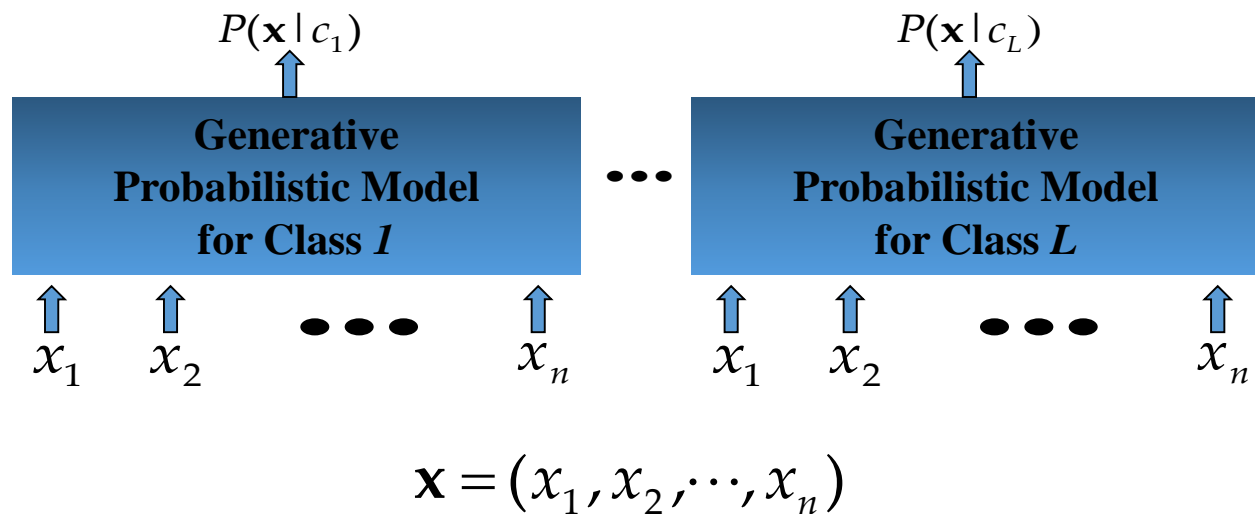 P(x | c₁) P(x | c_L)
Generative Generative
Probabilistic Model ••• Probabilistic Model
for Class 1 for Class L
x₁ x₂ ••• xₙ x₁ x₂ ••• xₙ
x = (x₁, x₂, ⋯, xₙ)